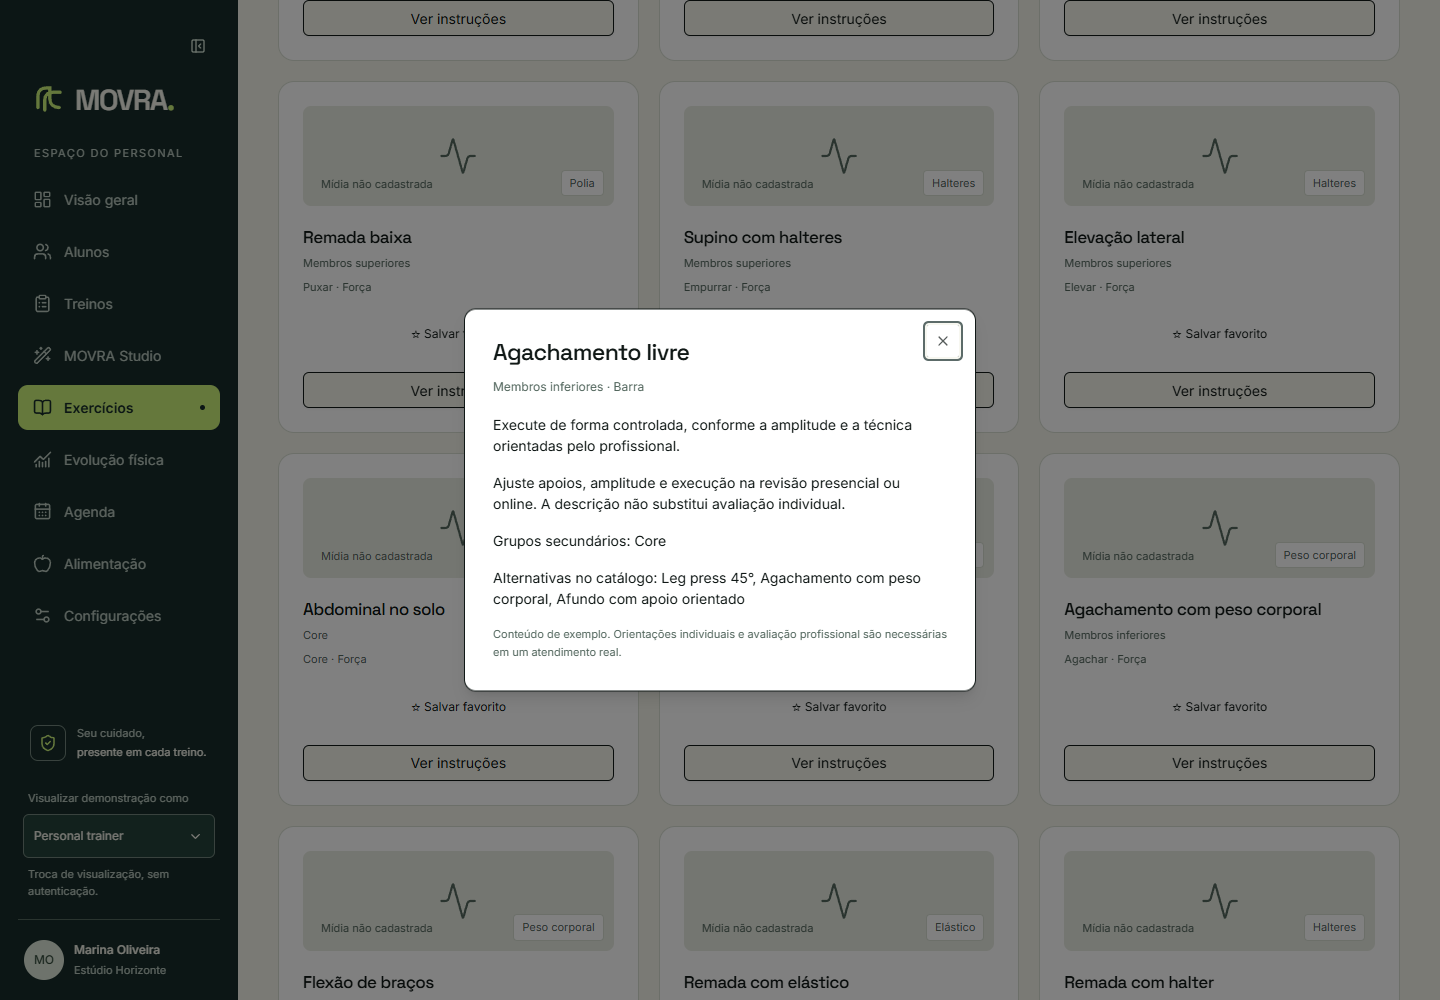 MOVRA.
ESPAÇO DO PERSONAL
Visão geral
Alunos
Treinos
MOVRA Studio
Exercícios
Evolução física
Agenda
Alimentação
Configurações
Seu cuidado,
presente em cada treino.
Visualizar demonstração como
Personal trainer
Troca de visualização, sem
autenticação.
MO
Marina Oliveira
Estúdio Horizonte
Ver instruções
Ver instruções
Ver instruções
Mídia não cadastrada
Polia
Remada baixa
Membros superiores
Puxar · Força
☆ Salvar
Ver instr
Mídia não cadastrada
Halteres
Supino com halteres
Membros superiores
Empurrar · Força
Mídia não cadastrada
Halteres
Elevação lateral
Membros superiores
Elevar · Força
☆ Salvar favorito
Ver instruções
Agachamento livre
Membros inferiores · Barra
Execute de forma controlada, conforme a amplitude e a técnica
orientadas pelo profissional.
Ajuste apoios, amplitude e execução na revisão presencial ou
online. A descrição não substitui avaliação individual.
Grupos secundários: Core
Alternativas no catálogo: Leg press 45°, Agachamento com peso
corporal, Afundo com apoio orientado
Conteúdo de exemplo. Orientações individuais e avaliação profissional são necessárias
em um atendimento real.
Mídia não cadastrada
Abdominal no solo
Core
Core · Força
☆ Salvar favorito
Ver instruções
☆ Salvar favorito
Ver instruções
Mídia não cadastrada
Peso corporal
Agachamento com peso corporal
Membros inferiores
Agachar · Força
☆ Salvar favorito
Ver instruções
Mídia não cadastrada
Peso corporal
Flexão de braços
Mídia não cadastrada
Elástico
Remada com elástico
Mídia não cadastrada
Halteres
Remada com halter